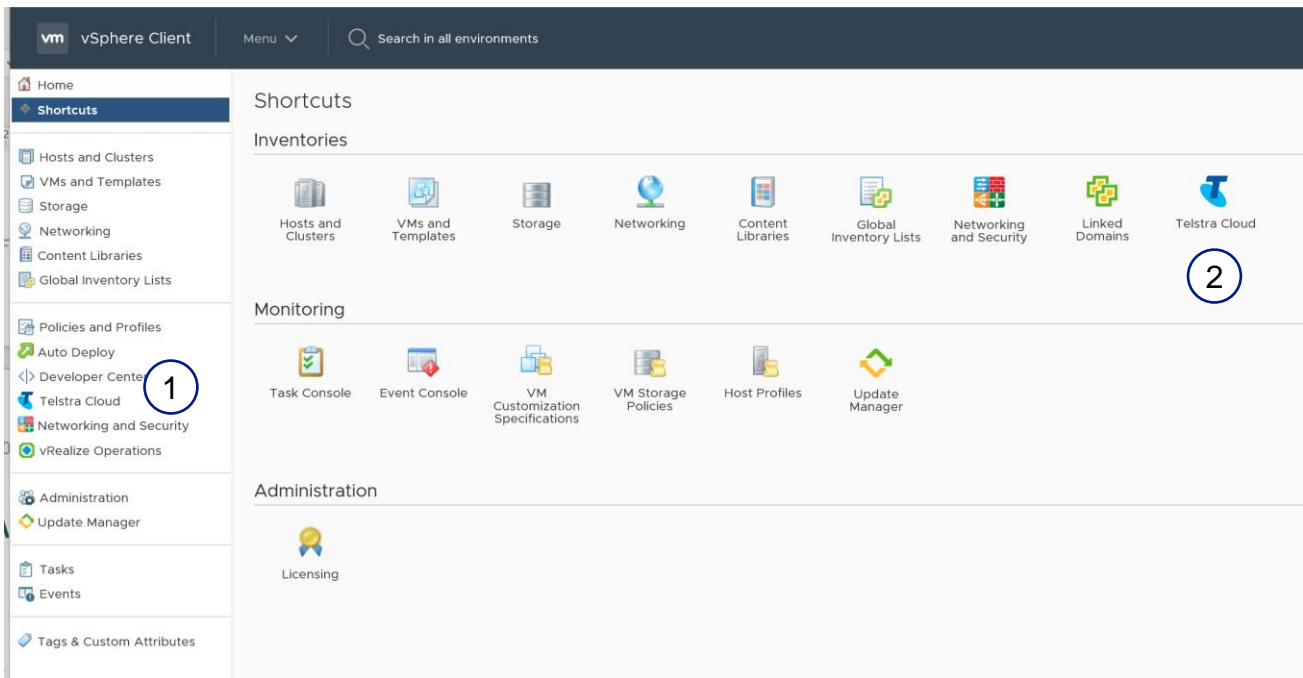 vm vSphere Client Menu Search in all environments
Home
Shortcuts
Hosts and Clusters
VMs and Templates
Storage
Networking
Content Libraries
Global Inventory Lists
Policies and Profiles
Auto Deploy
Developer Center
Telstra Cloud
1
Networking and Security
vRealize Operations
Administration
Update Manager
Tasks
Events
Tags & Custom Attributes
Shortcuts
Inventories
Hosts and
Clusters
VMs and
Templates
Storage
Networking
Content
Libraries
Global
Inventory Lists
Networking
and Security
Linked
Domains
Telstra Cloud
2
Monitoring
Task Console
Event Console
VM
Customization
Specifications
VM Storage
Policies
Host Profiles
Update
Manager
Administration
Licensing